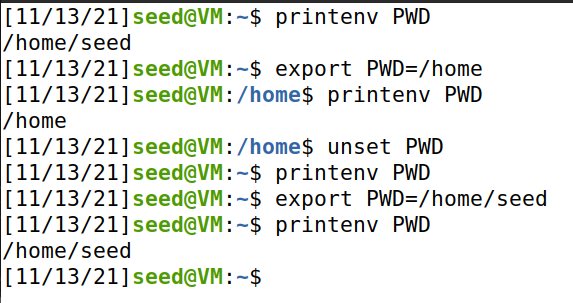 [11/13/21]seed@VM:~$ printenv PWD
/home/seed
[11/13/21]seed@VM:~$ export PWD=/home
[11/13/21]seed@VM:/home$ printenv PWD
/home
[11/13/21]seed@VM:/home$ unset PWD
[11/13/21]seed@VM:~$ printenv PWD
[11/13/21]seed@VM:~$ export PWD=/home/seed
[11/13/21]seed@VM:~$ printenv PWD
/home/seed
[11/13/21]seed@VM:~$